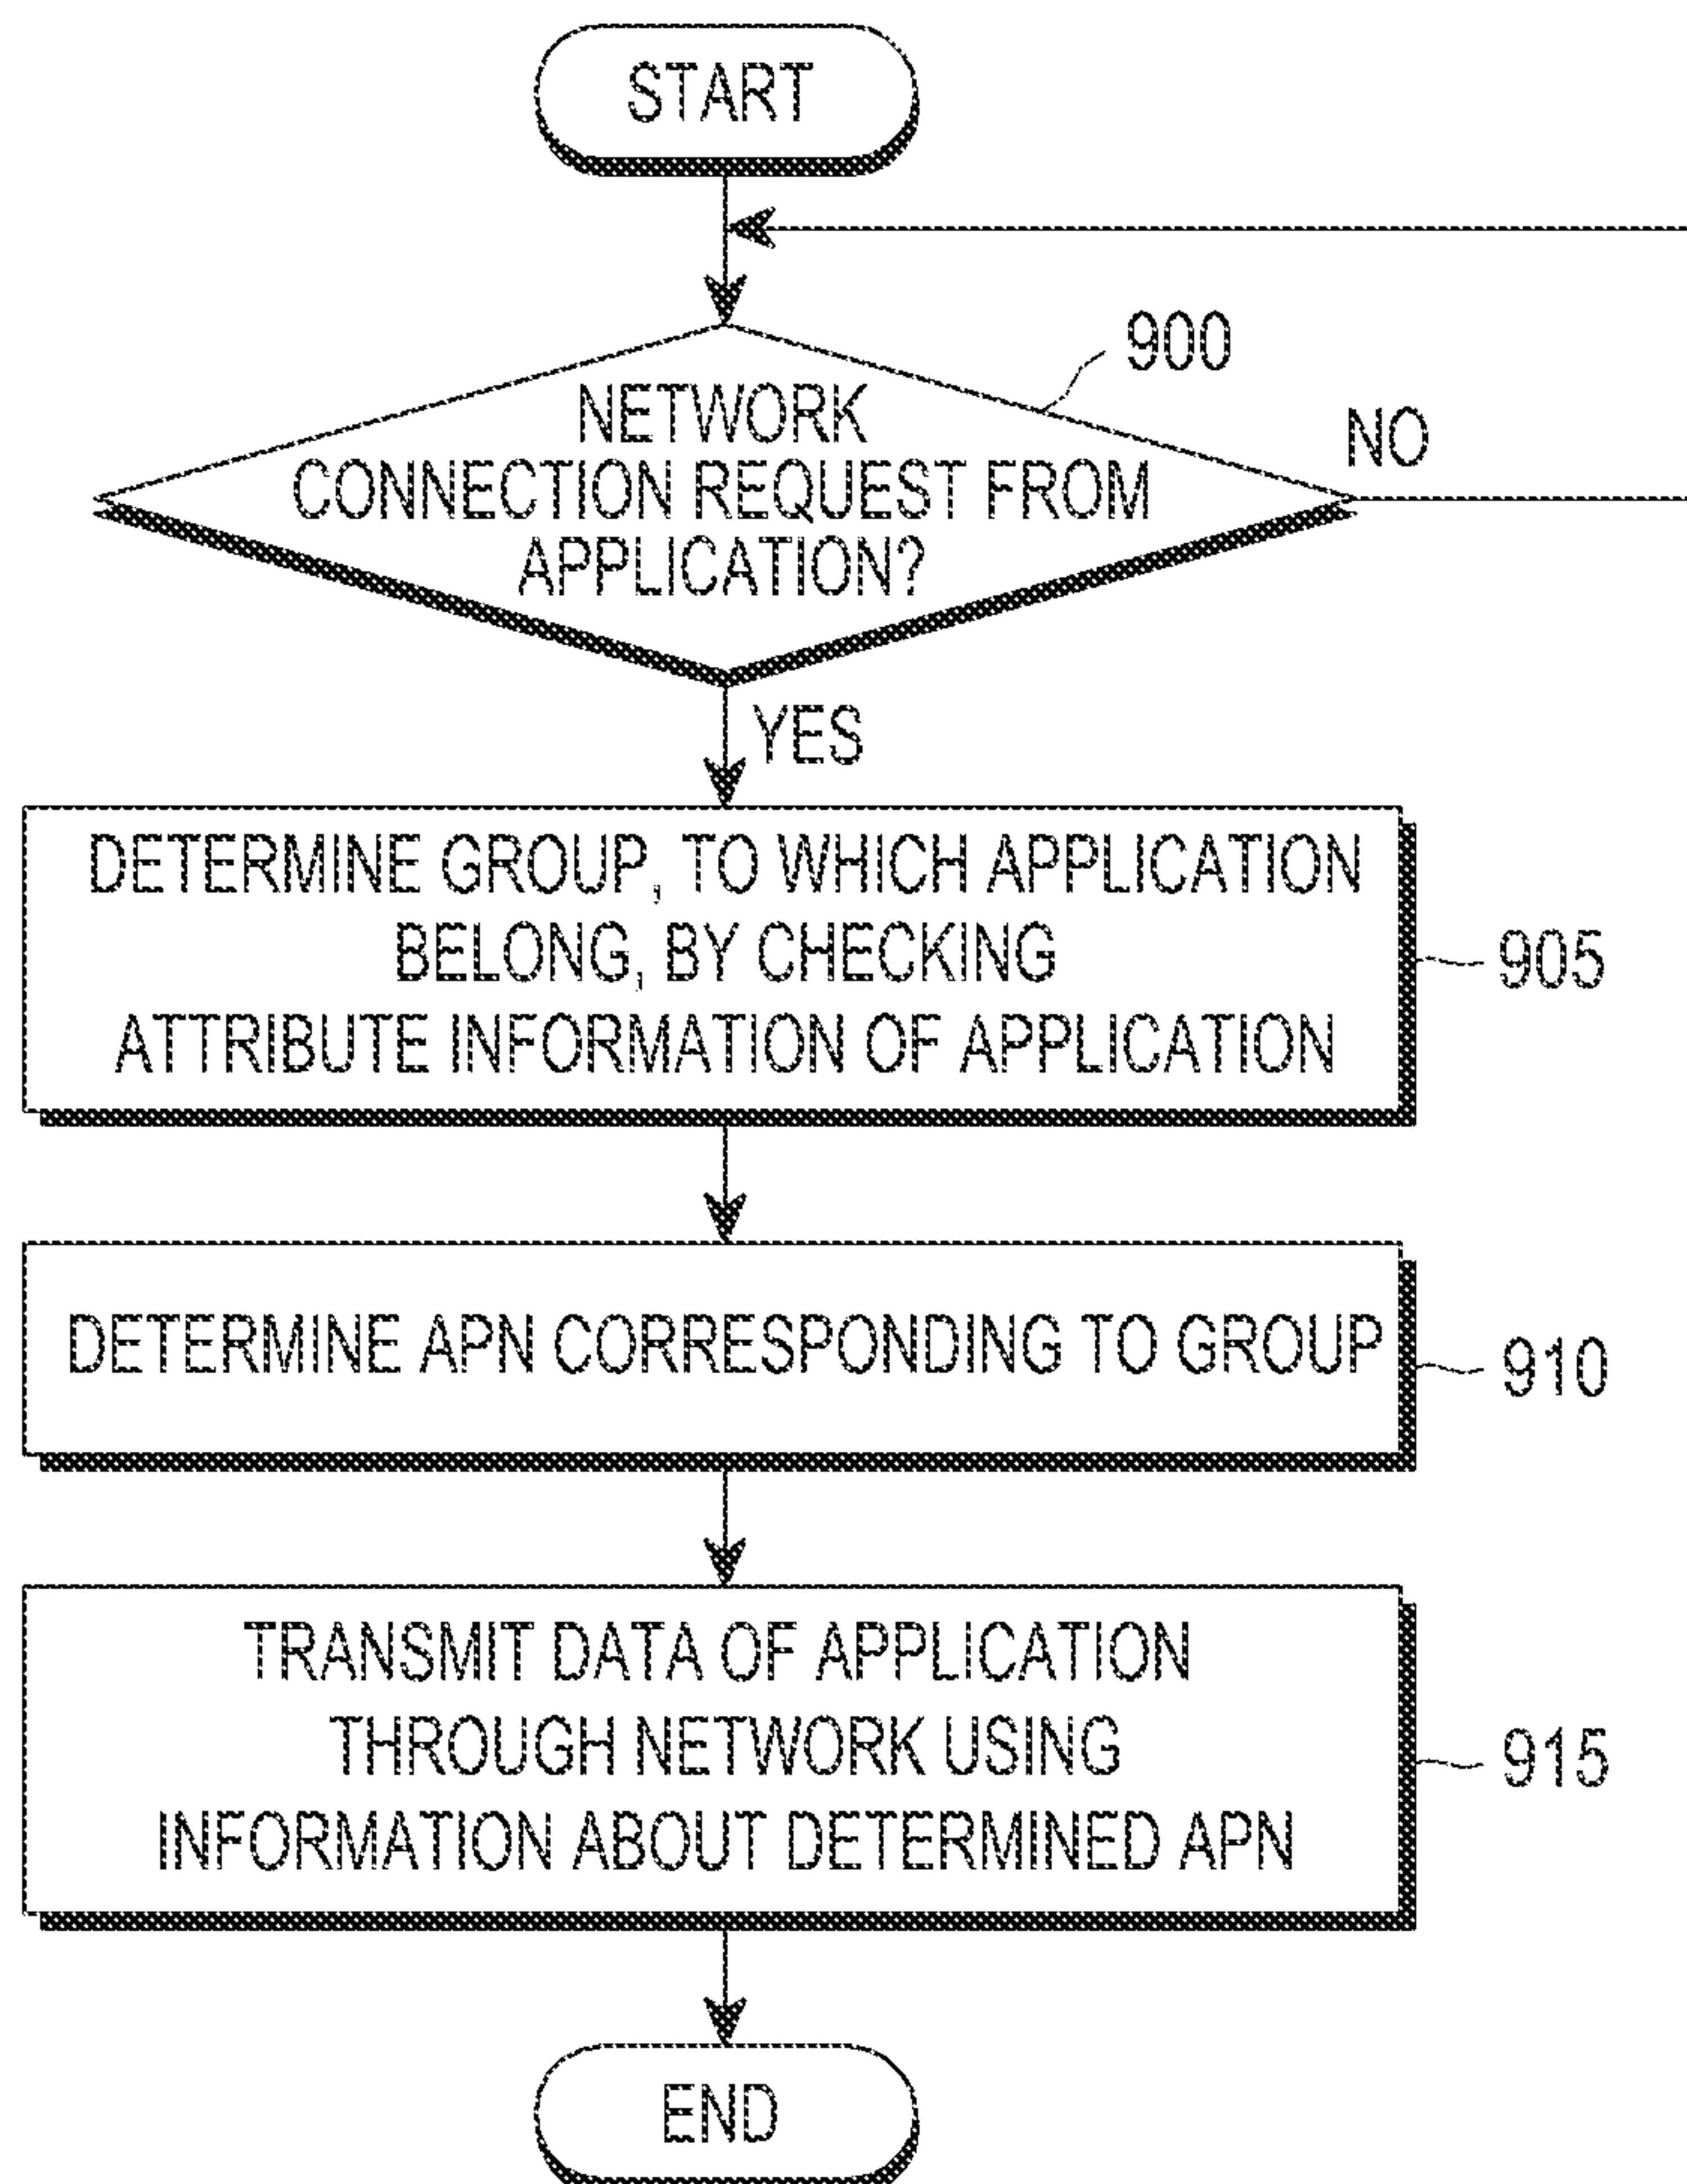 START
900
NETWORK
CONNECTION REQUEST FROM
APPLICATION?
NO
YES
DETERMINE GROUP, TO WHICH APPLICATION
BELONG, BY CHECKING
ATTRIBUTE INFORMATION OF APPLICATION
905
DETERMINE APN CORRESPONDING TO GROUP
910
TRANSMIT DATA OF APPLICATION
THROUGH NETWORK USING
INFORMATION ABOUT DETERMINED APN
915
END